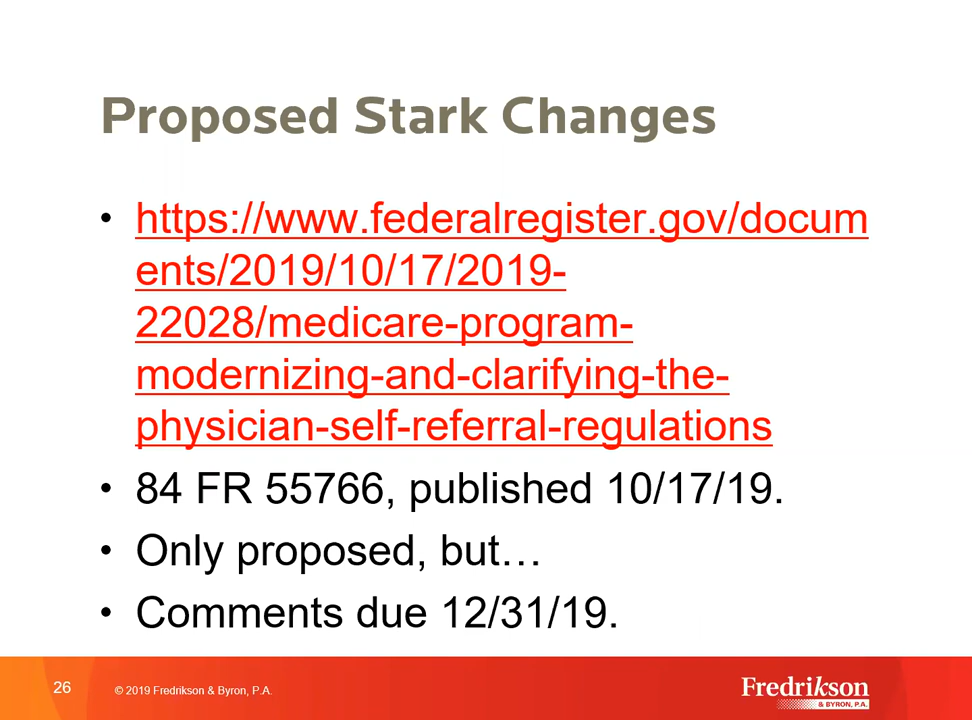 Proposed Stark Changes
• https://www.federalregister.gov/docum
ents/2019/10/17/2019-
22028/medicare-program-
modernizing-and-clarifying-the-
physician-self-referral-regulations
• 84 FR 55766, published 10/17/19.
• Only proposed, but…
• Comments due 12/31/19.
26
© 2019 Fredrikson & Byron, P.A.
Fredrikson
& BYRON, P.A.